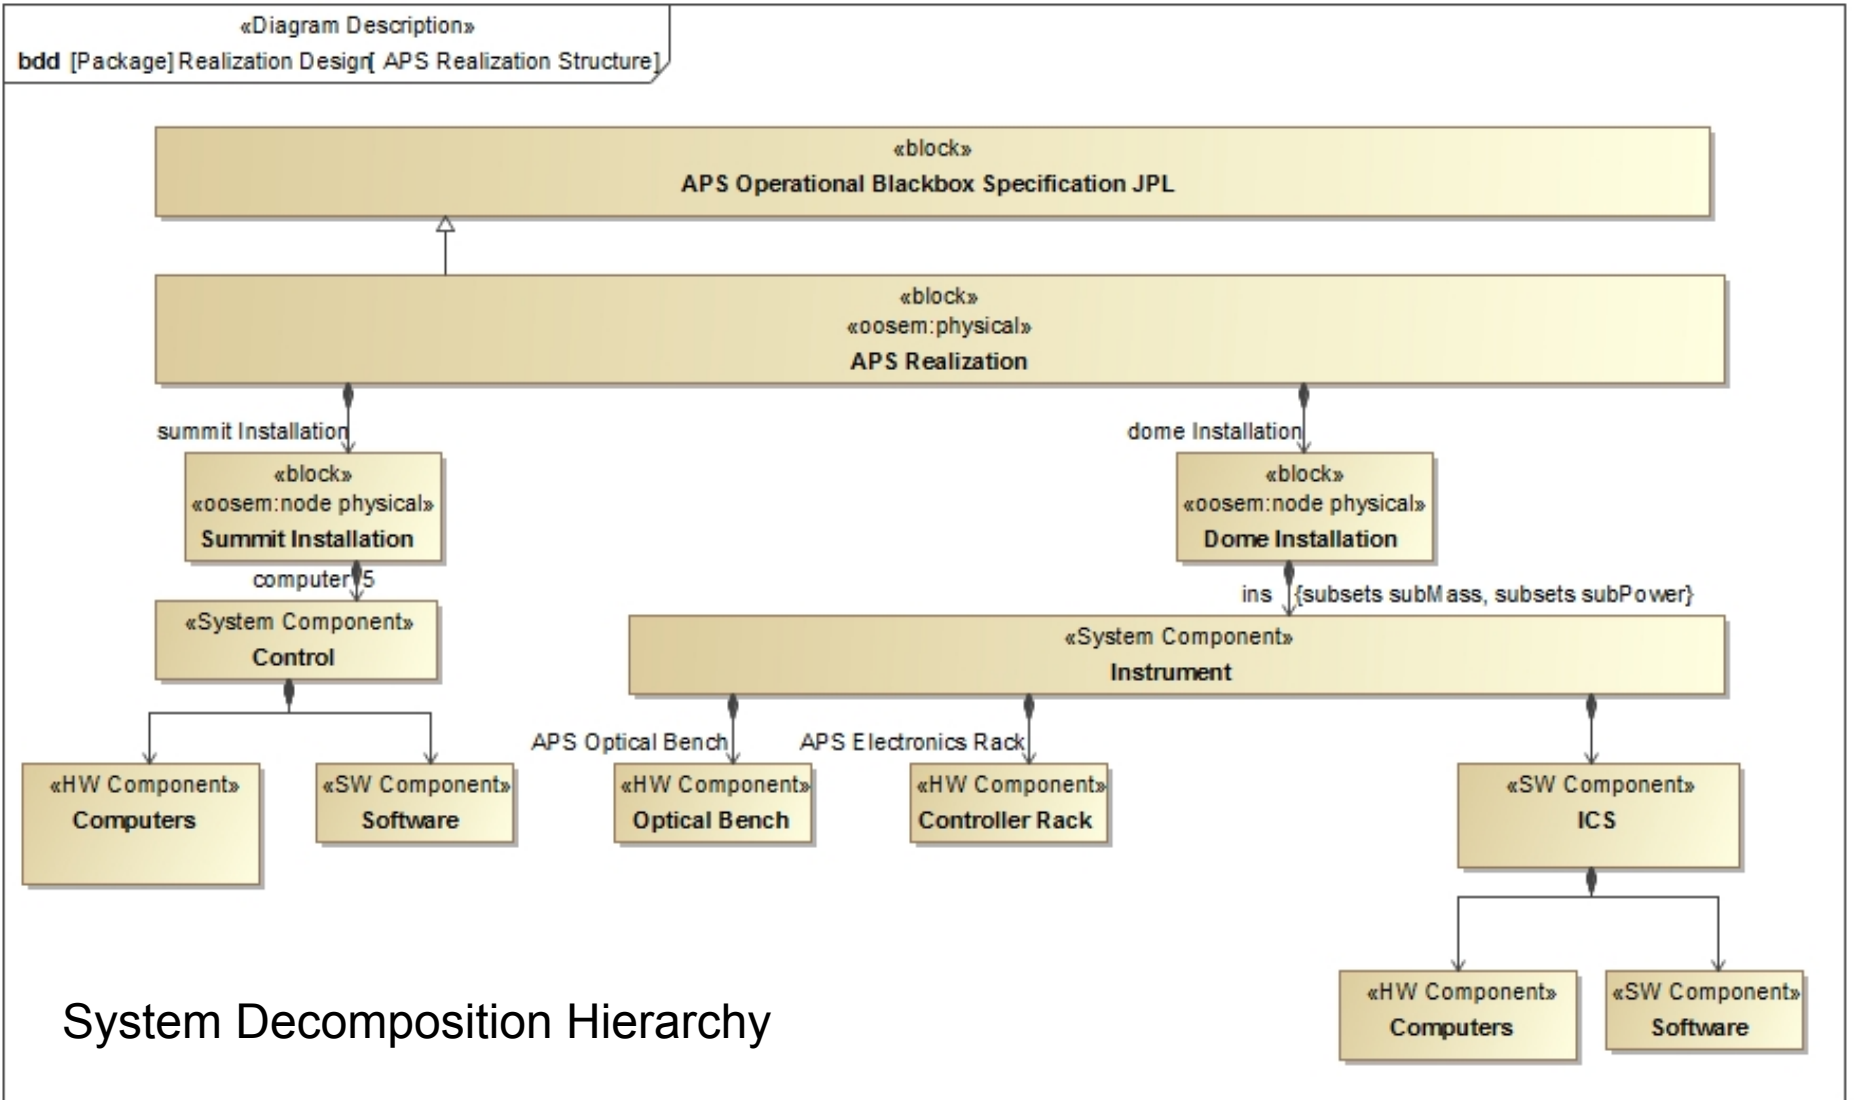 «Diagram Description»
bdd [Package] Realization Design[ APS Realization Structure]
«block»
APS Operational Blackbox Specification JPL
«block»
«oosem:physical»
APS Realization
summit Installation
dome Installation
«block»
«oosem:node physical»
Summit Installation
«block»
«oosem:node physical»
Dome Installation
computer 5
ins {subsets subMass, subsets subPower}
«System Component»
Control
«System Component»
Instrument
APS Optical Bench
APS Electronics Rack
«HW Component»
Computers
«SW Component»
Software
«HW Component»
Optical Bench
«HW Component»
Controller Rack
«SW Component»
ICS
«HW Component»
Computers
«SW Component»
Software
System Decomposition Hierarchy